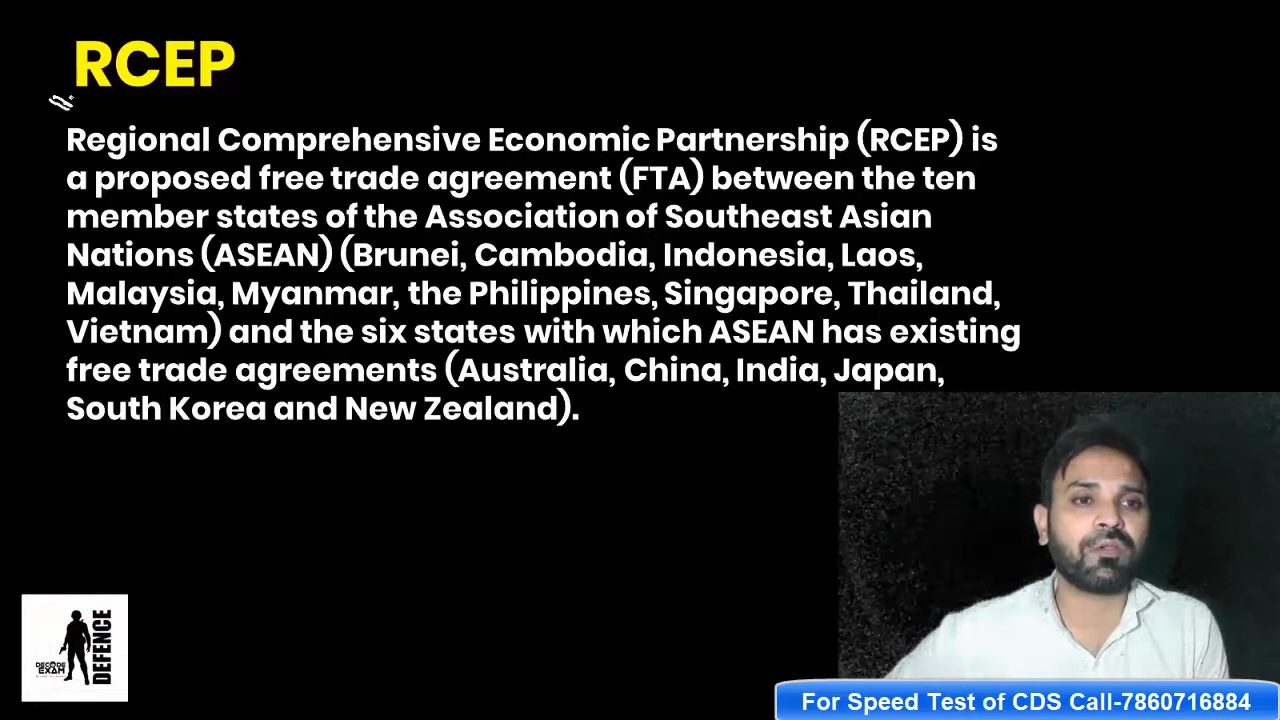 RCEP
Regional Comprehensive Economic Partnership (RCEP) is
a proposed free trade agreement (FTA) between the ten
member states of the Association of Southeast Asian
Nations (ASEAN) (Brunei, Cambodia, Indonesia, Laos,
Malaysia, Myanmar, the Philippines, Singapore, Thailand,
Vietnam) and the six states with which ASEAN has existing
free trade agreements (Australia, China, India, Japan,
South Korea and New Zealand).
DECODE
EXAM
DEFENCE
For Speed Test of CDS Call-7860716884